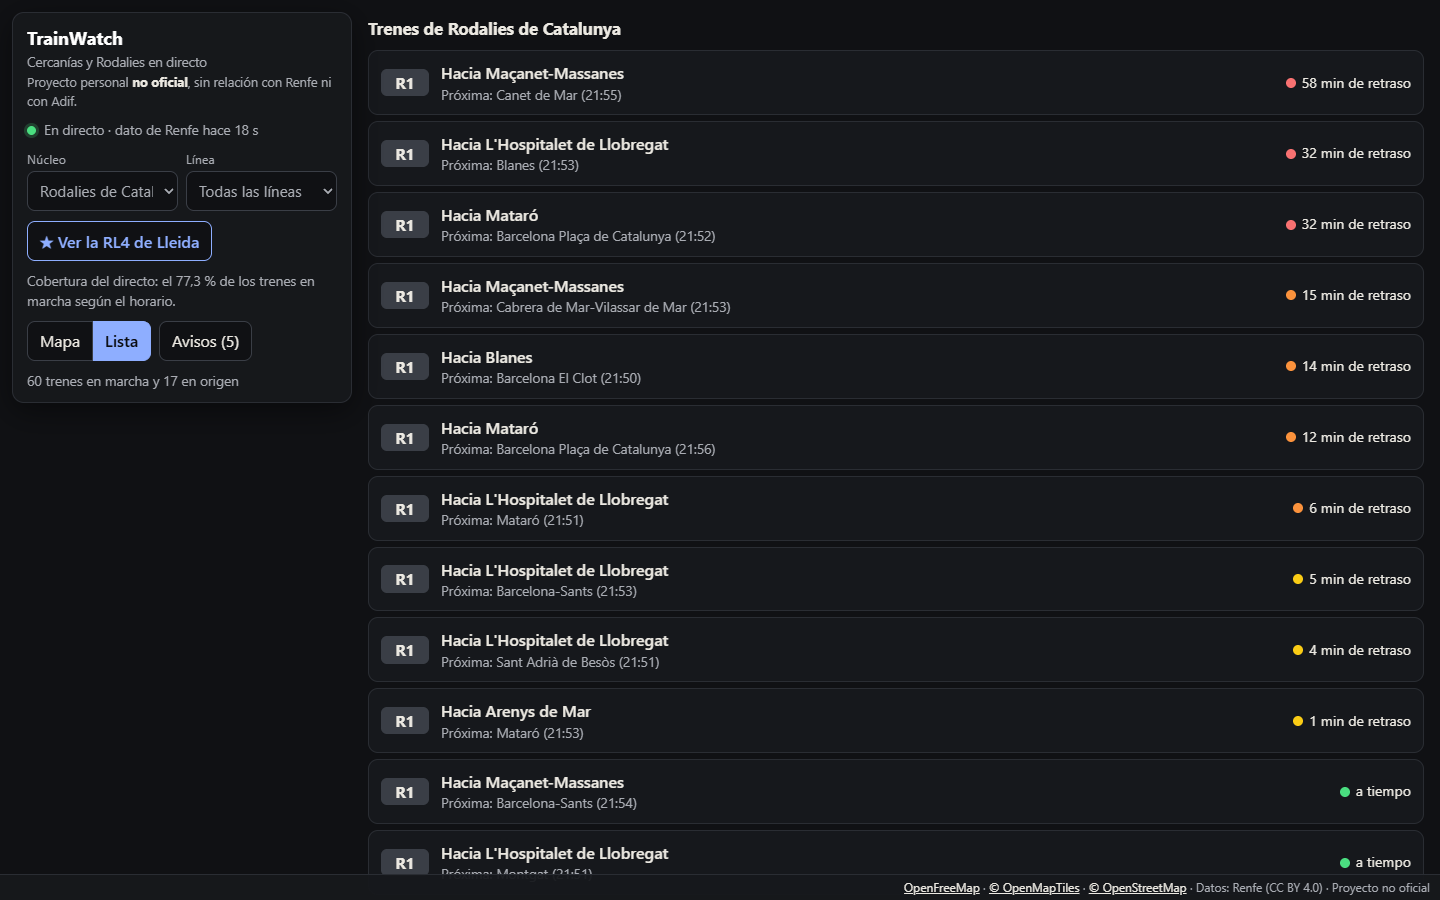 TrainWatch
Cercanías y Rodalies en directo
Proyecto personal no oficial, sin relación con Renfe ni
con Adif.
En directo · dato de Renfe hace 18 s
Núcleo
Línea
Rodalies de Catal
Todas las líneas
★ Ver la RL4 de Lleida
Cobertura del directo: el 77,3 % de los trenes en
marcha según el horario.
Mapa
Lista
Avisos (5)
60 trenes en marcha y 17 en origen
Trenes de Rodalies de Catalunya
R1
Hacia Maçanet-Massanes
Próxima: Canet de Mar (21:55)
58 min de retraso
R1
Hacia L'Hospitalet de Llobregat
Próxima: Blanes (21:53)
32 min de retraso
R1
Hacia Mataró
Próxima: Barcelona Plaça de Catalunya (21:52)
32 min de retraso
R1
Hacia Maçanet-Massanes
Próxima: Cabrera de Mar-Vilassar de Mar (21:53)
15 min de retraso
R1
Hacia Blanes
Próxima: Barcelona El Clot (21:50)
14 min de retraso
R1
Hacia Mataró
Próxima: Barcelona Plaça de Catalunya (21:56)
12 min de retraso
R1
Hacia L'Hospitalet de Llobregat
Próxima: Mataró (21:51)
6 min de retraso
R1
Hacia L'Hospitalet de Llobregat
Próxima: Barcelona-Sants (21:53)
5 min de retraso
R1
Hacia L'Hospitalet de Llobregat
Próxima: Sant Adrià de Besòs (21:51)
4 min de retraso
R1
Hacia Arenys de Mar
Próxima: Mataró (21:53)
1 min de retraso
R1
Hacia Maçanet-Massanes
Próxima: Barcelona-Sants (21:54)
a tiempo
R1
Hacia L'Hospitalet de Llobregat
Próxima: Montgat (21:51)
a tiempo
OpenFreeMap · © OpenMapTiles · © OpenStreetMap · Datos: Renfe (CC BY 4.0) · Proyecto no oficial